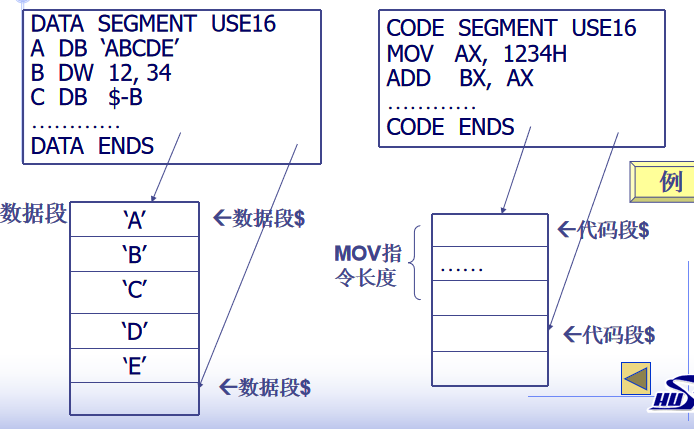 DATA SEGMENT USE16
A DB ‘ABCDE’
B DW 12, 34
C DB $-B
…………
DATA ENDS
CODE SEGMENT USE16
MOV AX, 1234H
ADD BX, AX
…………
CODE ENDS
例
数据段
‘A’
‘B’
‘C’
‘D’
‘E’
←数据段$
←数据段$
MOV指
令长度
……
←代码段$
←代码段$
HUS